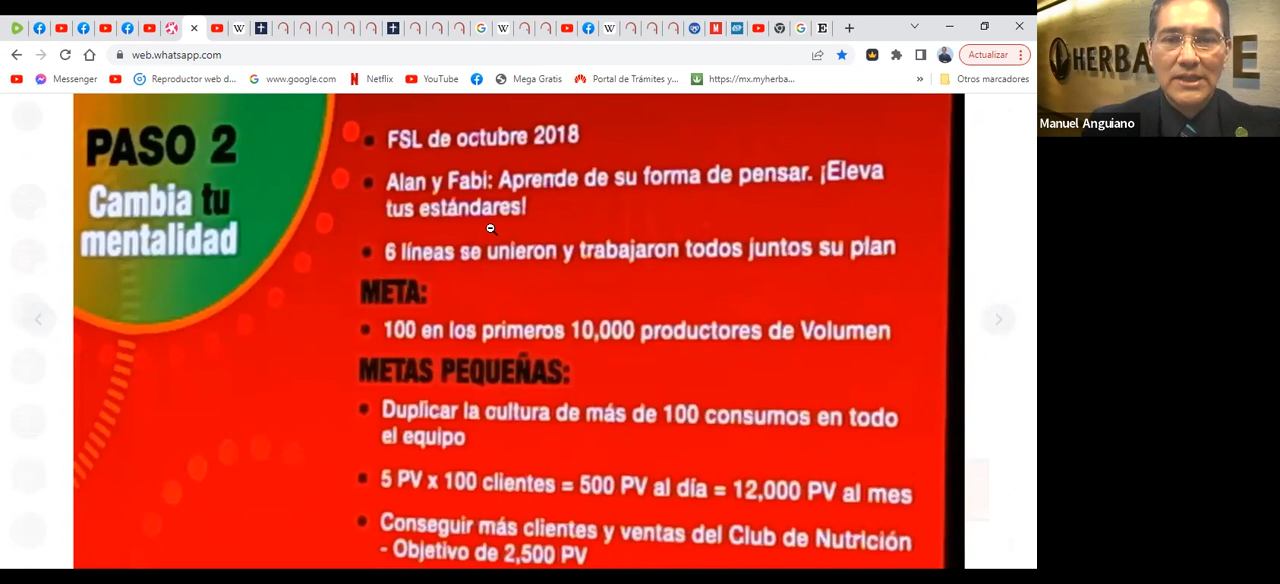 web.whatsapp.com
Actualizar
Messenger
Reproductor web d...
www.google.com
Netflix
YouTube
Mega Gratis
Portal de Trámites y...
https://mx.myherba...
»
Otros marcadores
HERBA E
Manuel Anguiano
PASO 2
Cambia tu
mentalidad
• FSL de octubre 2018
• Alan y Fabi: Aprende de su forma de pensar. ¡Eleva
tus estándares!
• 6 líneas se unieron y trabajaron todos juntos su plan
META:
• 100 en los primeros 10,000 productores de Volumen
METAS PEQUEÑAS:
• Duplicar la cultura de más de 100 consumos en todo
el equipo
• 5 PV x 100 clientes = 500 PV al día = 12,000 PV al mes
• Conseguir más clientes y ventas del Club de Nutrición
- Objetivo de 2,500 PV